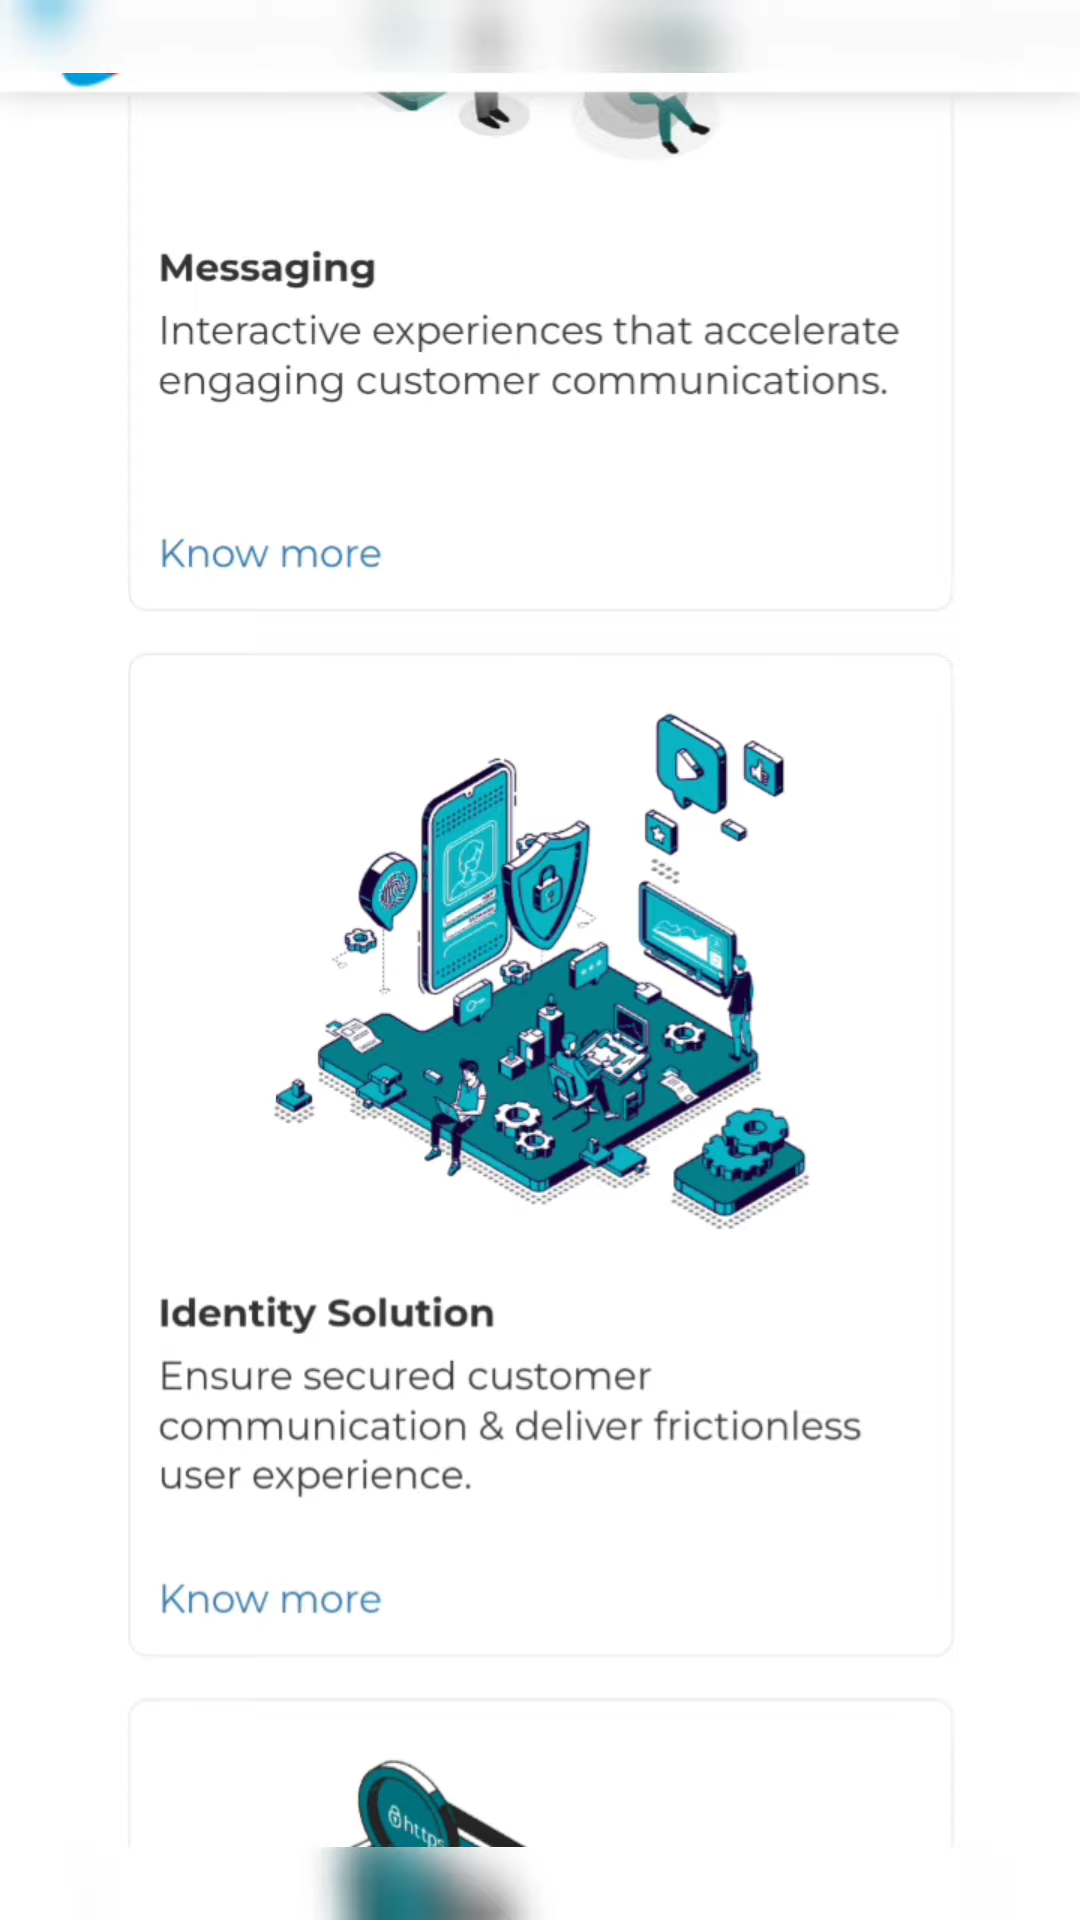 Messaging
Interactive experiences that accelerate
engaging customer communications.
Know more
Identity Solution
Ensure secured customer
communication & deliver frictionless
user experience.
Know more
https